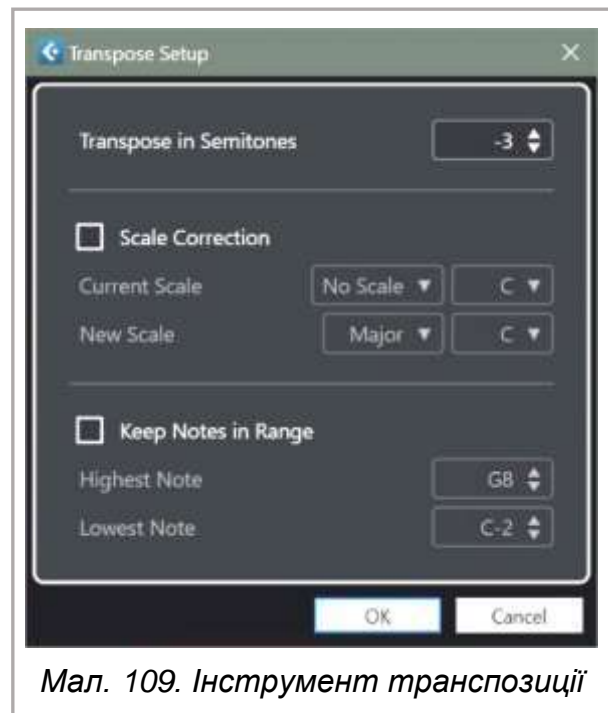 Transpose Setup
Transpose in Semitones -3
Scale Correction
Current Scale No Scale C
New Scale Major C
Keep Notes in Range
Highest Note G8
Lowest Note C-2
OK Cancel
Мал. 109. Інструмент транспозиції